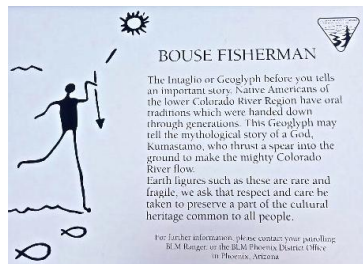 BOUSE FISHERMAN
The Intaglio or Geoglyph before you tells
an important story. Native Americans of
the lower Colorado River Region have oral
traditions which were handed down
through generations. This Geoglyph may
tell the mythological story of a God,
Kumastamo, who thrust a spear into the
ground to make the mighty Colorado
River flow.
Earth figures such as these are rare and
fragile, we ask that respect and care be
taken to preserve a part of the cultural
heritage common to all people.
For further information, please contact your patrolling
BLM Ranger, or the BLM Phoenix District Office
in Phoenix, Arizona